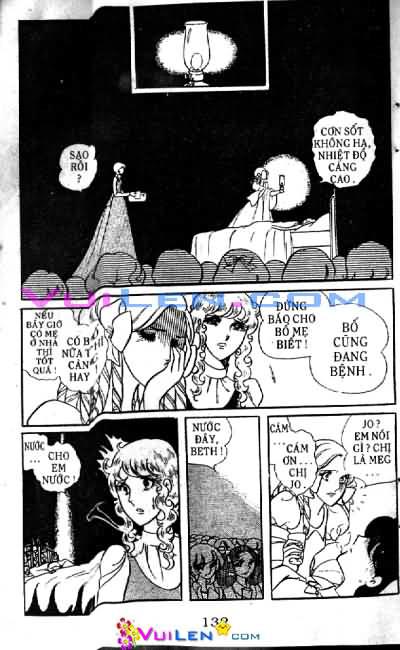 SAO
RỒI
?
CƠN SỐT
KHÔNG HẠ,
NHIỆT ĐỘ
CÀNG
CAO.
NẾU
BÂY GIỜ
CÓ MẸ
Ở NHÀ
THÌ
TỐT
QUÁ!
CÓ B
NỮA T
CÀN
HAY
ĐỪNG
BÁO CHO
BỐ MẸ
BIẾT!
BỐ
CŨNG
ĐANG
BỆNH.
VUILEN.COM
NƯỚC
...
CHO
EM
NƯỚC!
NƯỚC
ĐÂY,
BETH!
CÁM
...
CÁM
ƠN...
CHỊ
JO.
JO?
EM NÓI
GÌ? CHỊ
LÀ MEG
...
VUILEN
.com